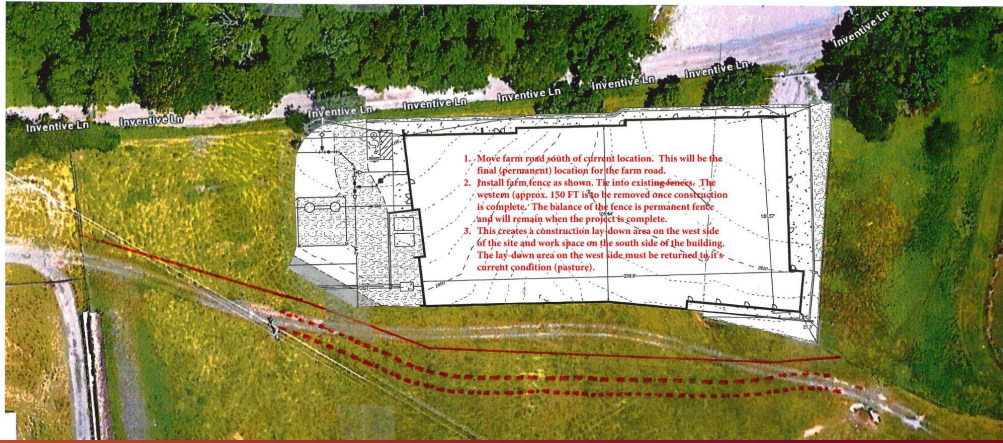 Inventive Ln
Inventive Ln
Inventive Ln
Inventive Ln
Inventive Ln
Inventive Ln
Inventive Ln
Inventive Ln
1. Move farm road south of current location. This will be the
final (permanent) location for the farm road.
2. Install farm fence as shown. Tie into existing fences. The
western (approx. 150 FT is to be removed once construction
is complete. The balance of the fence is permanent fence
and will remain when the project is complete.
3. This creates a construction lay-down area on the west side
of the site and work space on the south side of the building.
The lay-down area on the west side must be returned to it's
current condition (pasture).